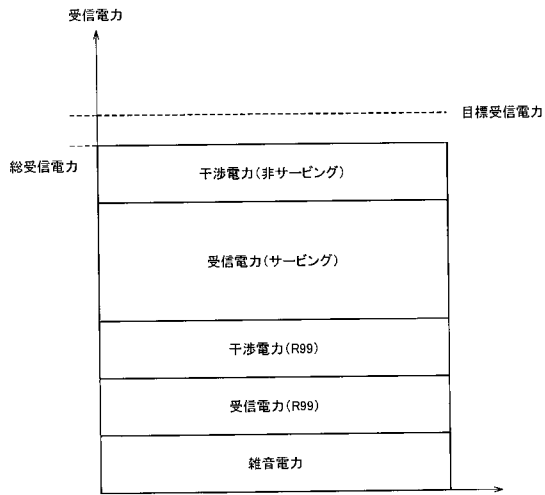 受信電力
目標受信電力
総受信電力
干渉電力(非サービング)
受信電力(サービング)
干渉電力(R99)
受信電力(R99)
雑音電力